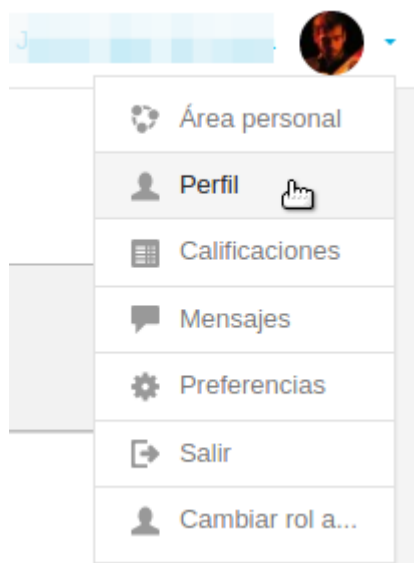 J
Área personal
Perfil
Calificaciones
Mensajes
Preferencias
Salir
Cambiar rol a...